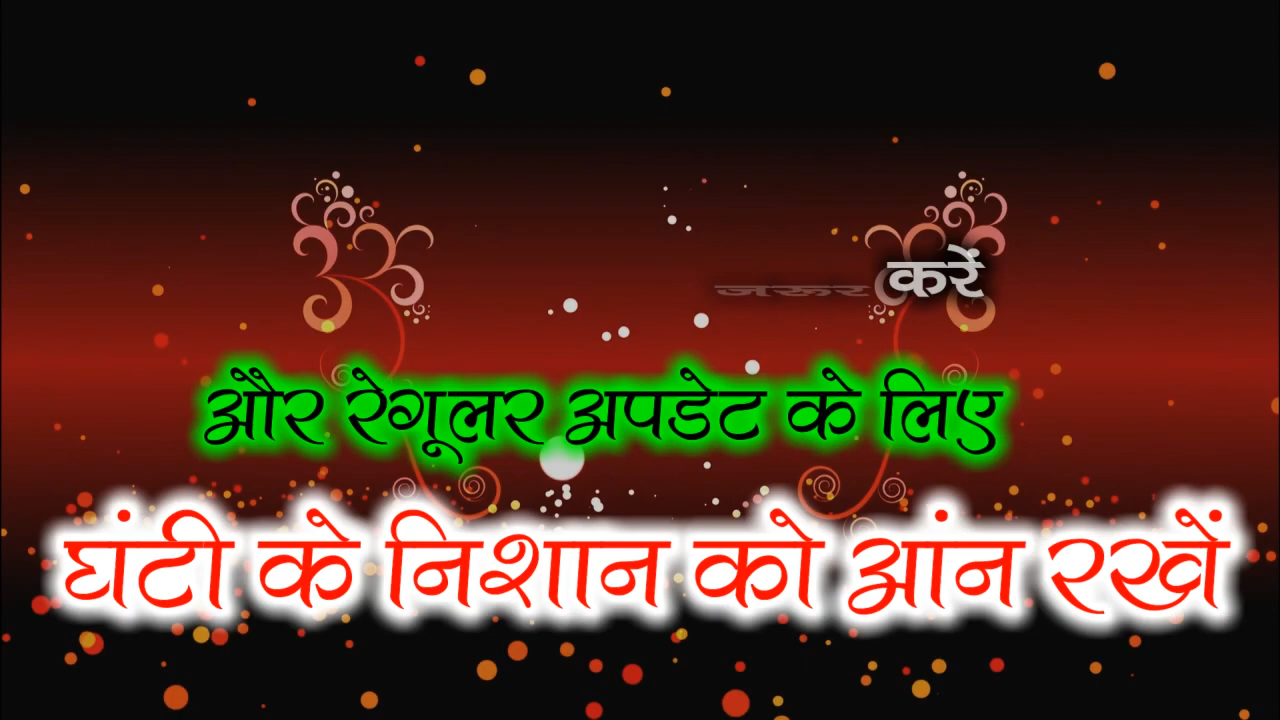 जरूर करें
और रेगूलर अपडेट के लिए
घंटी के निशान को आंन रखें